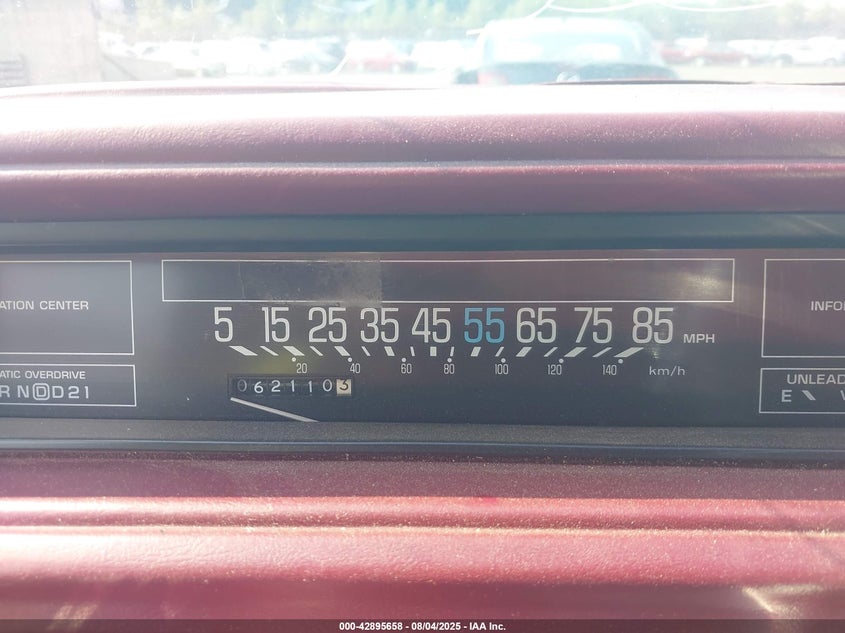 ATION CENTER
5 15 25 35 45 55 65 75 85 MPH
20 40 60 80 100 120 140 km/h
INFO
ATIC OVERDRIVE
R N D D 2 1
062110 3
UNLEAD
E
000-42895658 - 08/04/2025 - IAA Inc.